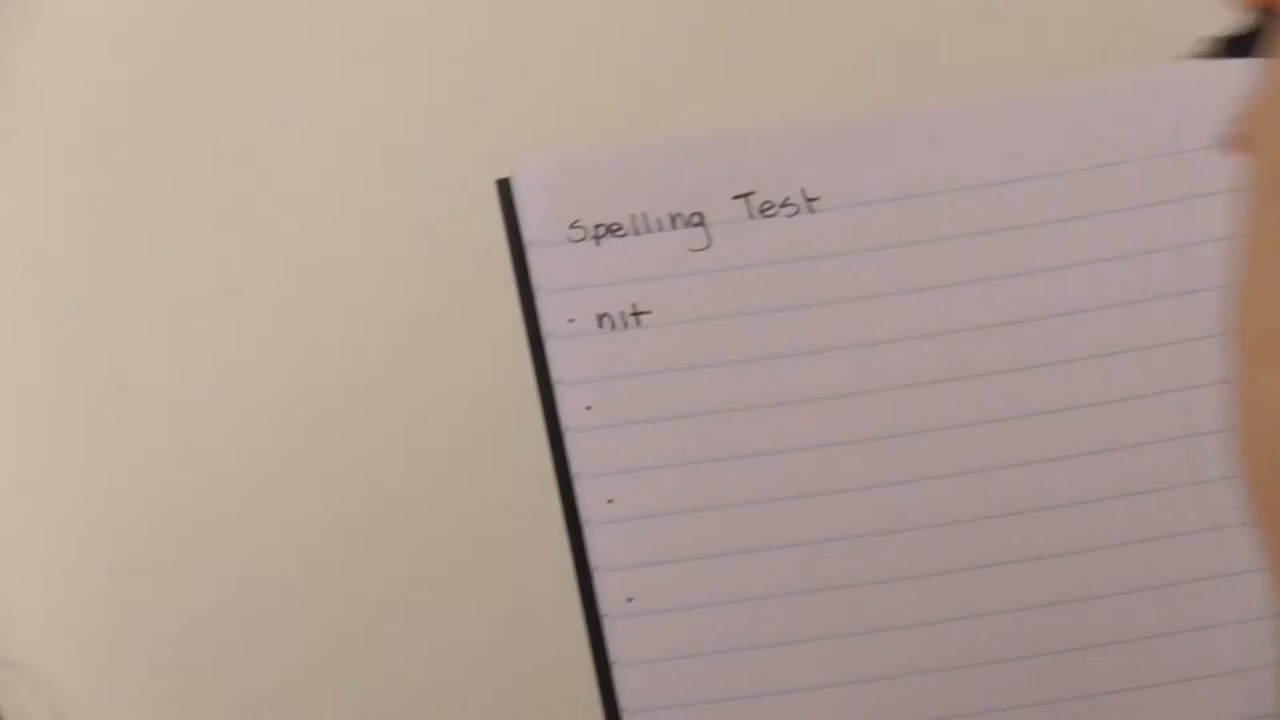 Spelling Test
- nit
.
.
.